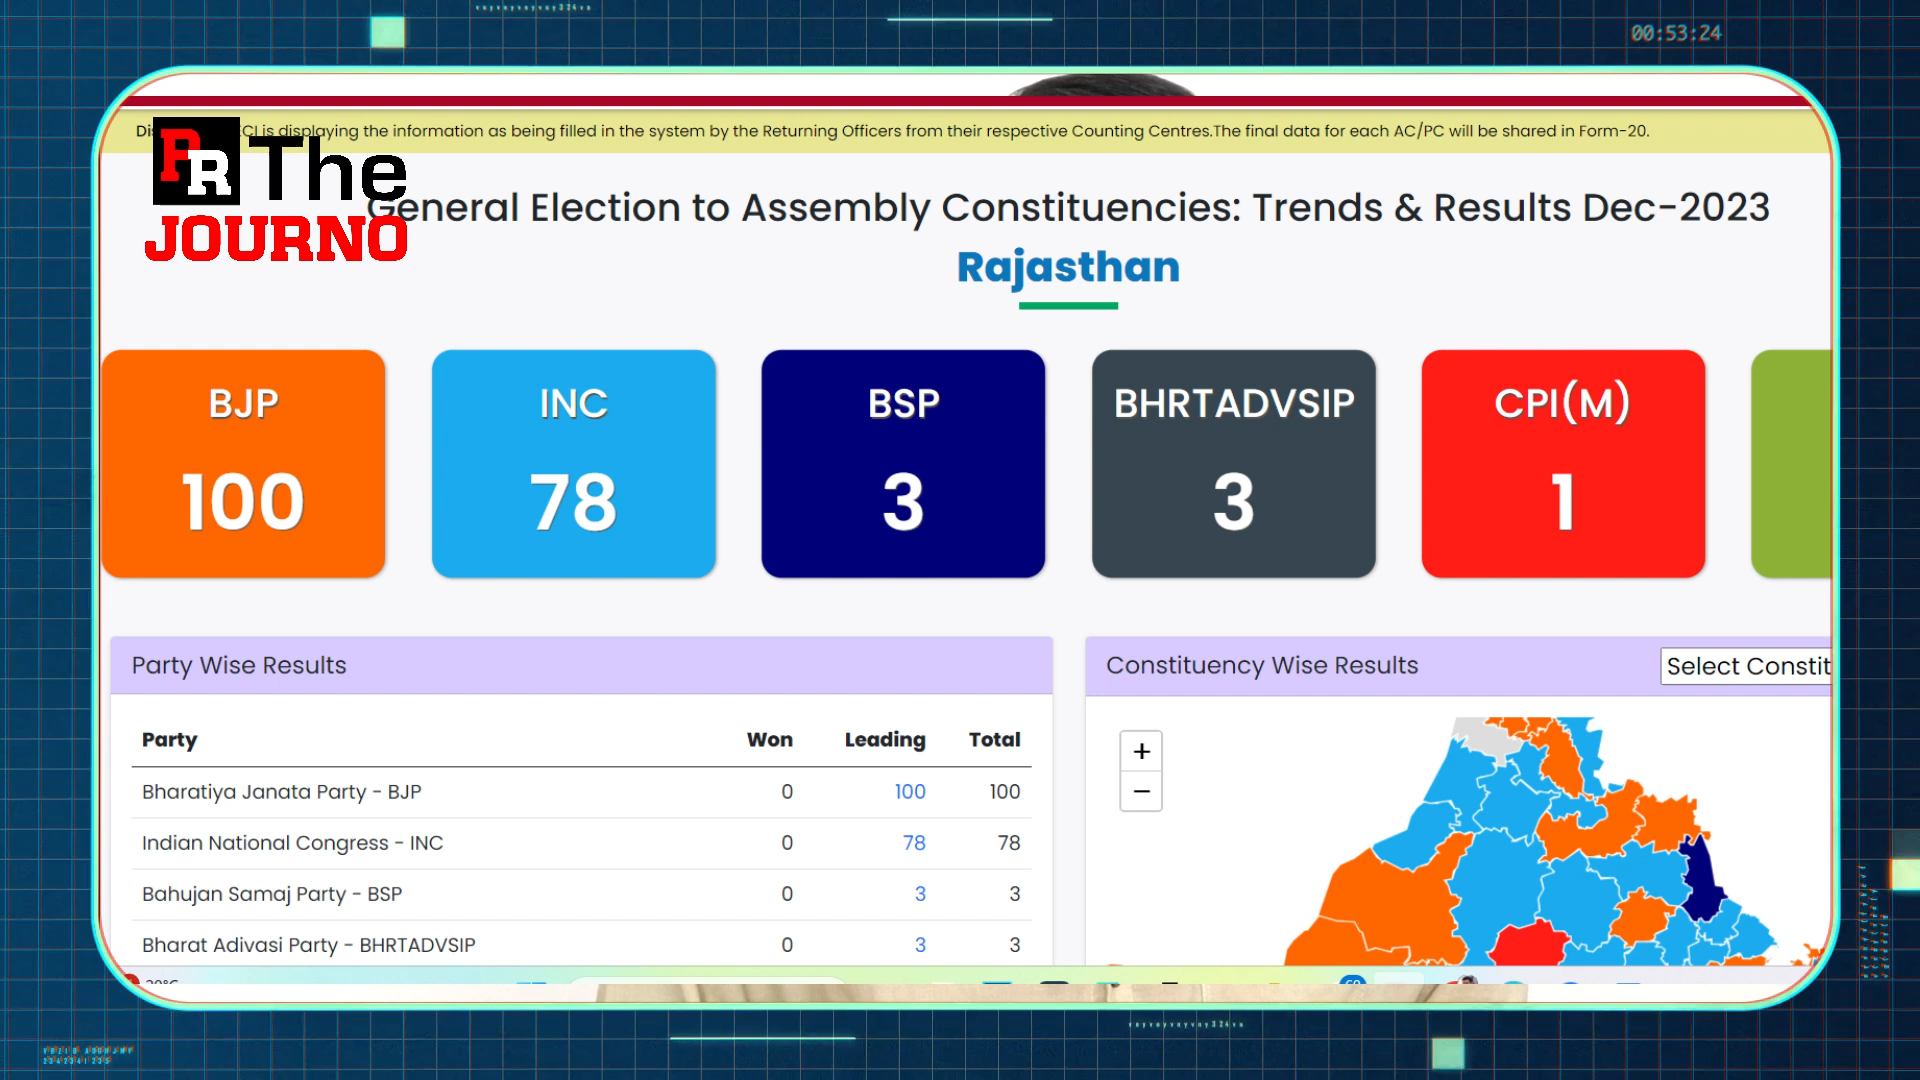 00:53:24
CI is displaying the information as being filled in the system by the Returning Officers from their respective Counting Centres.The final data for each AC/PC will be shared in Form-20.
PR The
JOURNO
General Election to Assembly Constituencies: Trends & Results Dec-2023
Rajasthan
BJP
100
INC
78
BSP
3
BHRTADVSIP
3
CPI(M)
1
Party Wise Results
Party Won Leading Total
Bharatiya Janata Party - BJP 0 100 100
Indian National Congress - INC 0 78 78
Bahujan Samaj Party - BSP 0 3 3
Bharat Adivasi Party - BHRTADVSIP 0 3 3
Constituency Wise Results
Select Constit
+
−